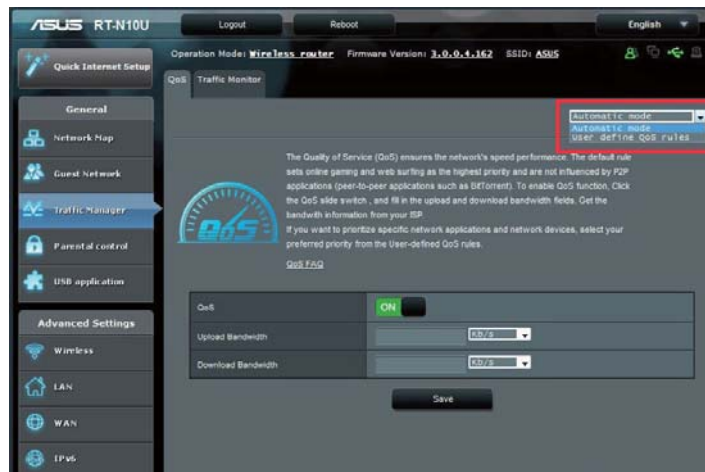 ASUS RT-N10U
Logout
Reboot
English
Quick Internet Setup
Operation Mode: Wireless router Firmware Version: 3.0.0.4.162 SSID: ASUS
QoS
Traffic Monitor
General
Network Map
Guest Network
Traffic Manager
Parental control
USB application
Advanced Settings
Wireless
LAN
WAN
IPv6
Automatic mode
Automatic mode
User define QoS rules
The Quality of Service (QoS) ensures the network's speed performance. The default rule
sets online gaming and web surfing as the highest priority and are not influenced by P2P
applications (peer-to-peer applications such as BitTorrent). To enable QoS function, Click
the QoS slide switch , and fill in the upload and download bandwidth fields. Get the
bandwith information from your ISP.
If you want to prioritize specific network applications and network devices, select your
preferred priority from the User-defined QoS rules.
QoS FAQ
QoS
QoS
ON
Upload Bandwidth
Kb/s
Download Bandwidth
Kb/s
Save